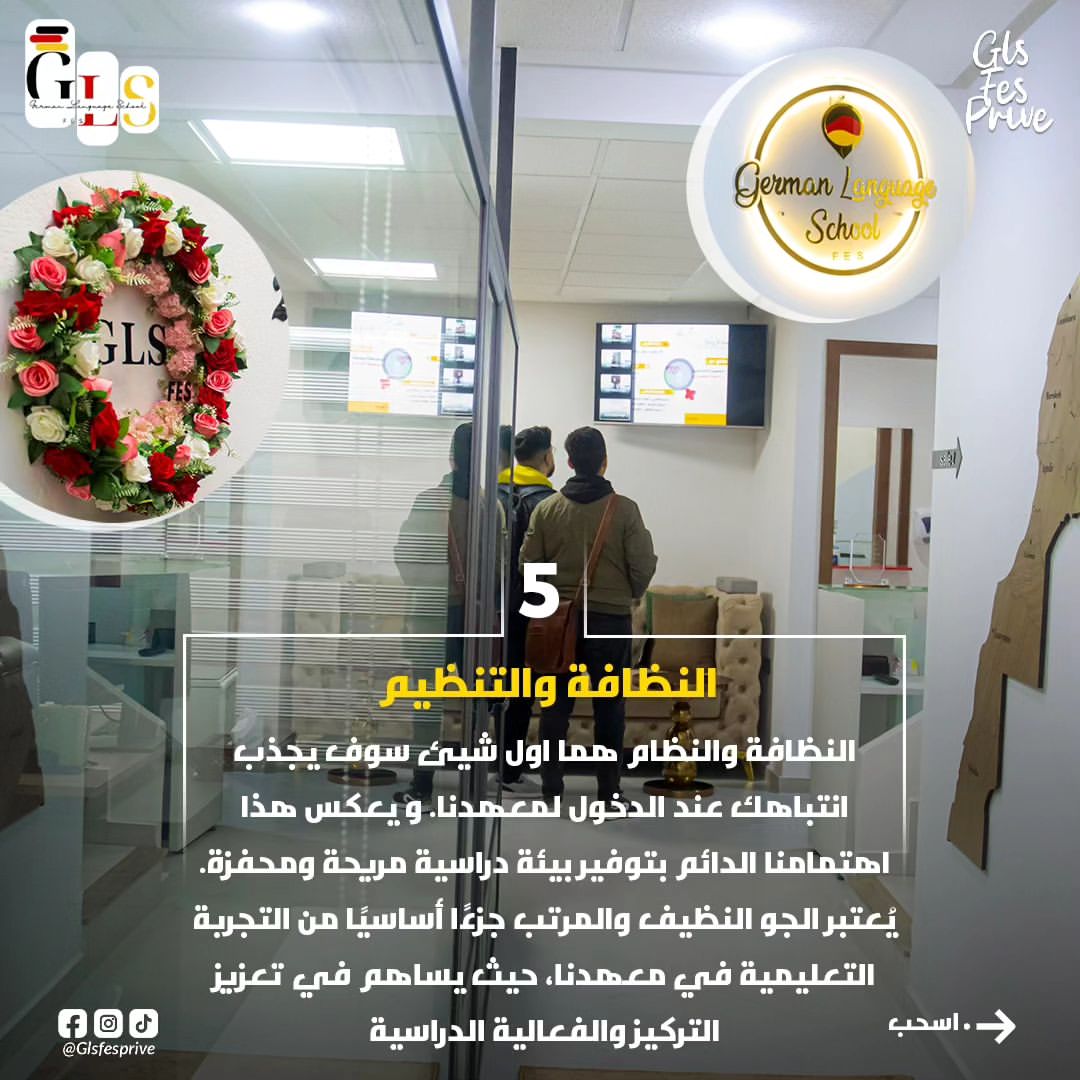 GLS
German Language School
FES
Gls
Fes
Prive
German Language
School
FES
GLS
FES
5
النظافة والتنظيم
النظافة والنظام هما اول شيئ سوف يجذب
انتباهك عند الدخول لمعهدنا. و يعكس هذا
اهتمامنا الدائم بتوفير بيئة دراسية مريحة ومحفزة.
يُعتبر الجو النظيف والمرتب جزءًا أساسيًا من التجربة
التعليمية في معهدنا، حيث يساهم في تعزيز
التركيز والفعالية الدراسية
اسحب
@Glsfesprive